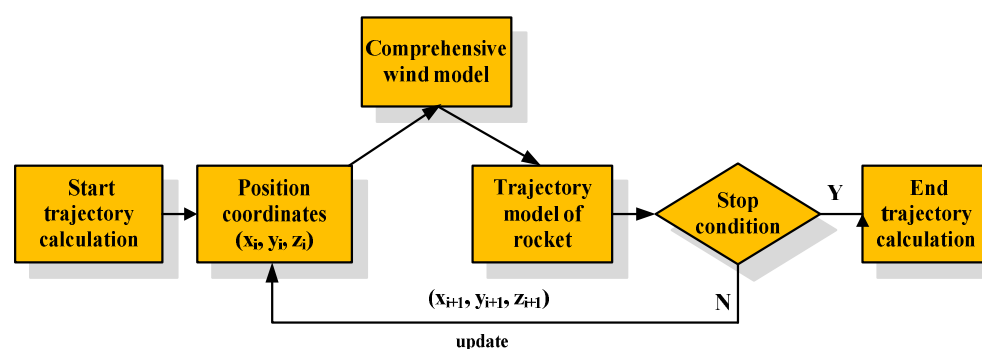 Comprehensive
wind model
Start
trajectory
calculation
Position
coordinates
(xᵢ, yᵢ, zᵢ)
Trajectory
model of
rocket
Stop
condition
Y
End
trajectory
calculation
N
(xᵢ₊₁, yᵢ₊₁, zᵢ₊₁)
update